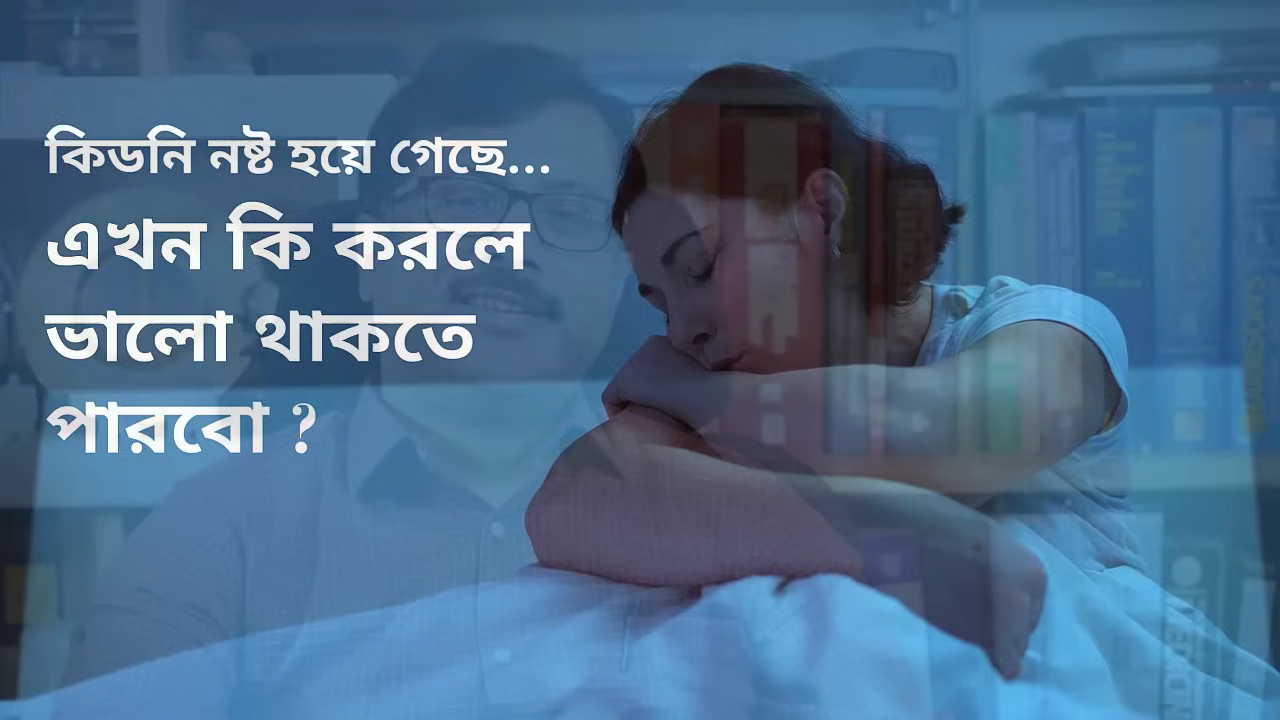 কিডনি নষ্ট হয়ে গেছে...
এখন কি করলে
ভালো থাকতে
পারবো ?